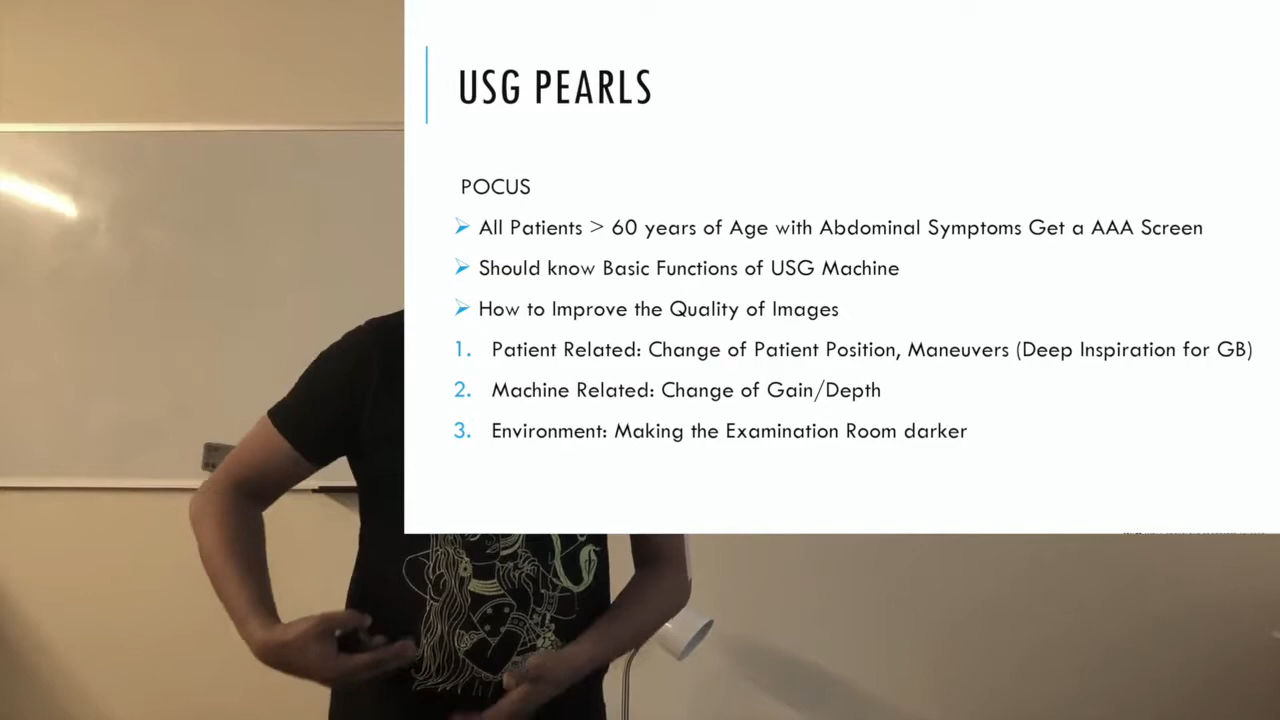 USG PEARLS
POCUS
All Patients > 60 years of Age with Abdominal Symptoms Get a AAA Screen
Should know Basic Functions of USG Machine
How to Improve the Quality of Images
1. Patient Related: Change of Patient Position, Maneuvers (Deep Inspiration for GB)
2. Machine Related: Change of Gain/Depth
3. Environment: Making the Examination Room darker